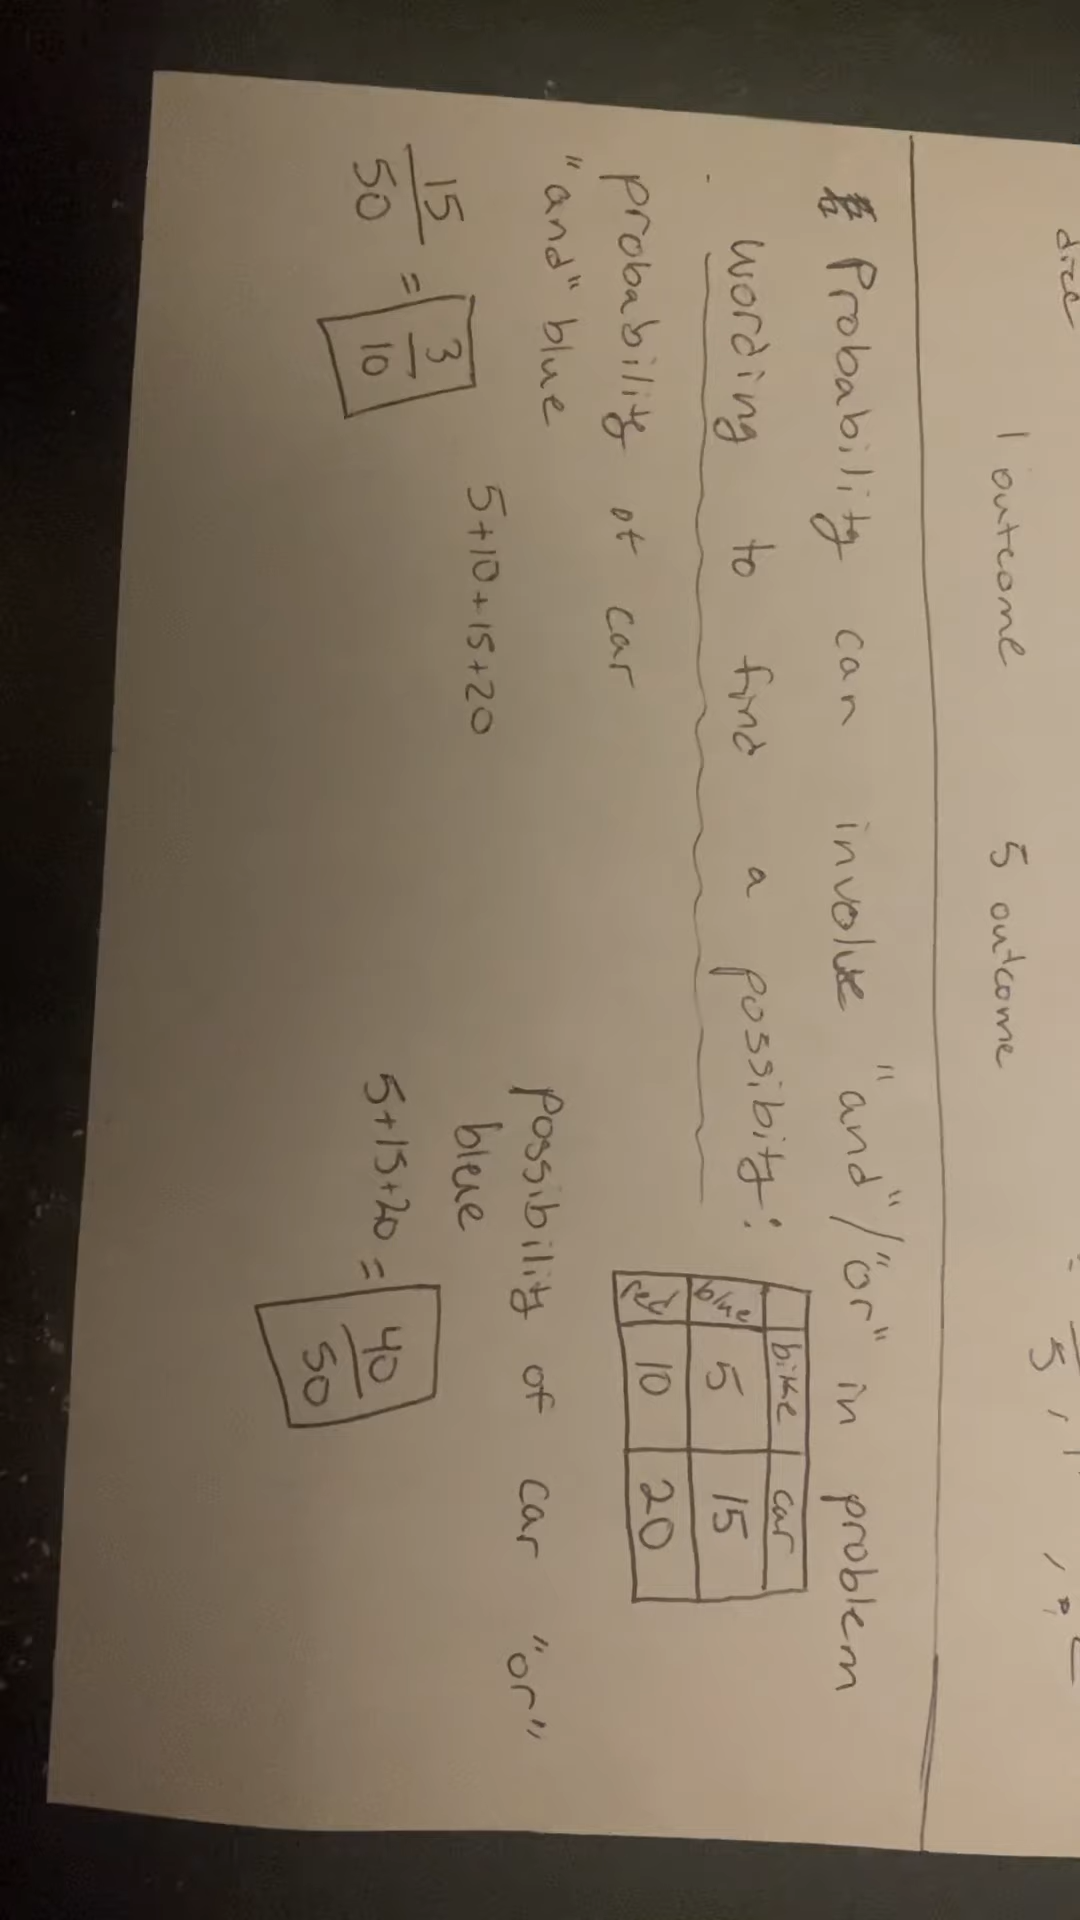 dice
1 outcome 5 outcome
5 ,
Probability can involve "and"/"or" in problem
wording to find a possibity:
bike car
blue 5 15
red 10 20
probability of car
"and" blue
15/50 = 3/10
5+10+15+20
possibility of car "or"
bleue
5+15+20 = 40/50